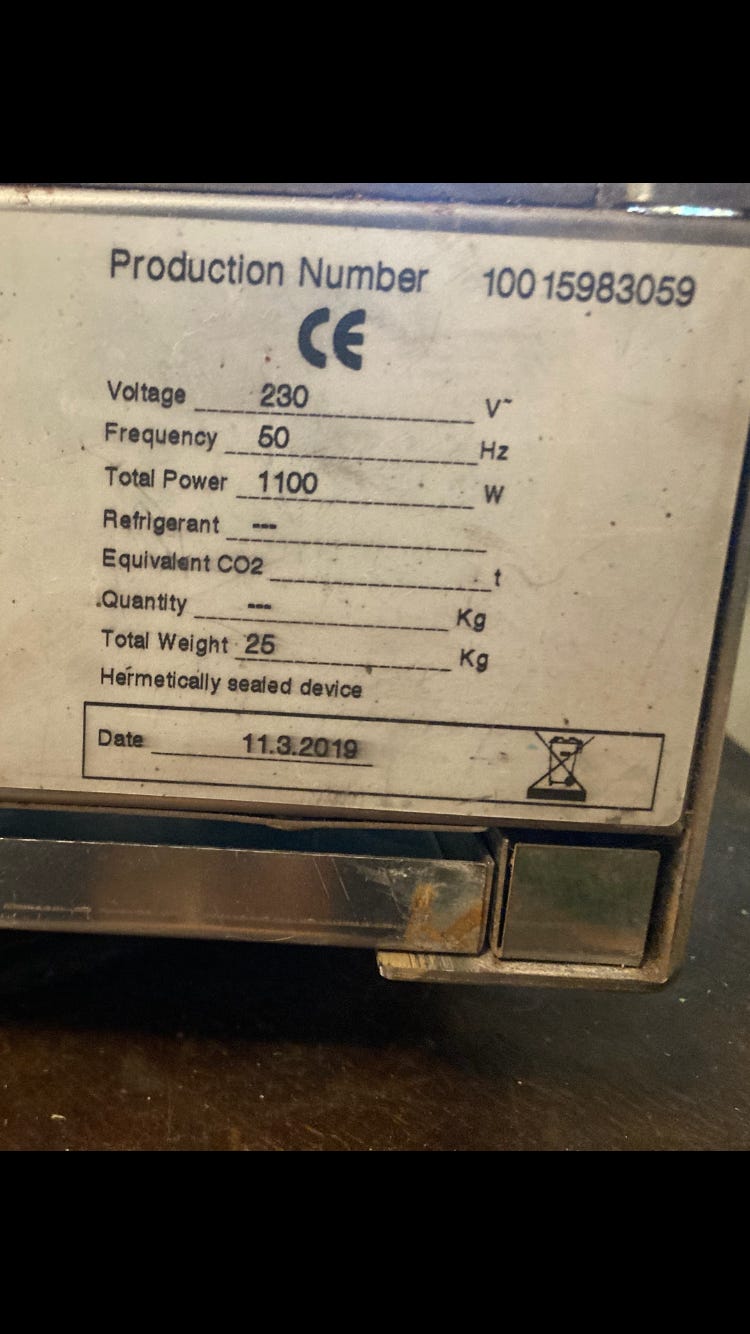 Production Number 10015983059
CE
Voltage 230 V~
Frequency 50 Hz
Total Power 1100 W
Refrigerant ---
Equivalent CO2 t
Quantity --- Kg
Total Weight 25 Kg
Hermetically sealed device
Date 11.3.2019